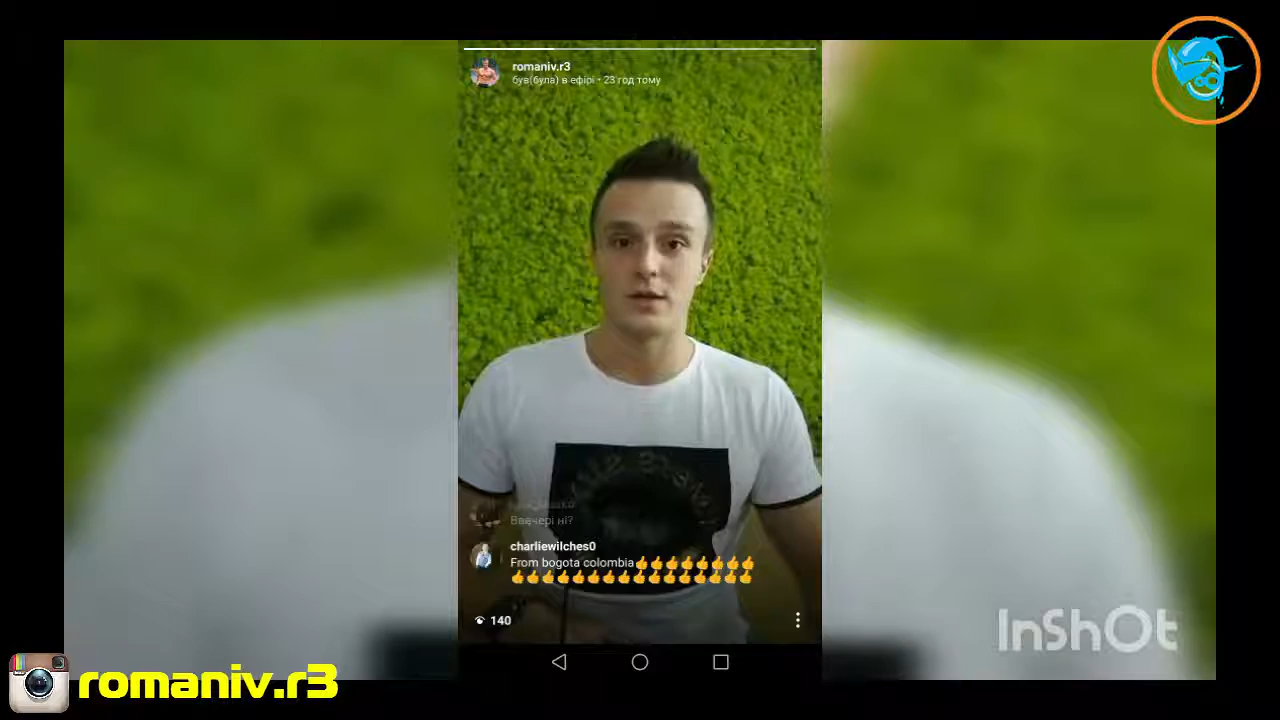 romaniv.r3
був(була) в ефірі • 23 год тому
Ввечері ні?
charliewilches0
From bogota colombia👍👍👍👍👍👍👍👍
👍👍👍👍👍👍👍👍👍👍👍👍👍👍👍👍
140
InShOt
romaniv.r3